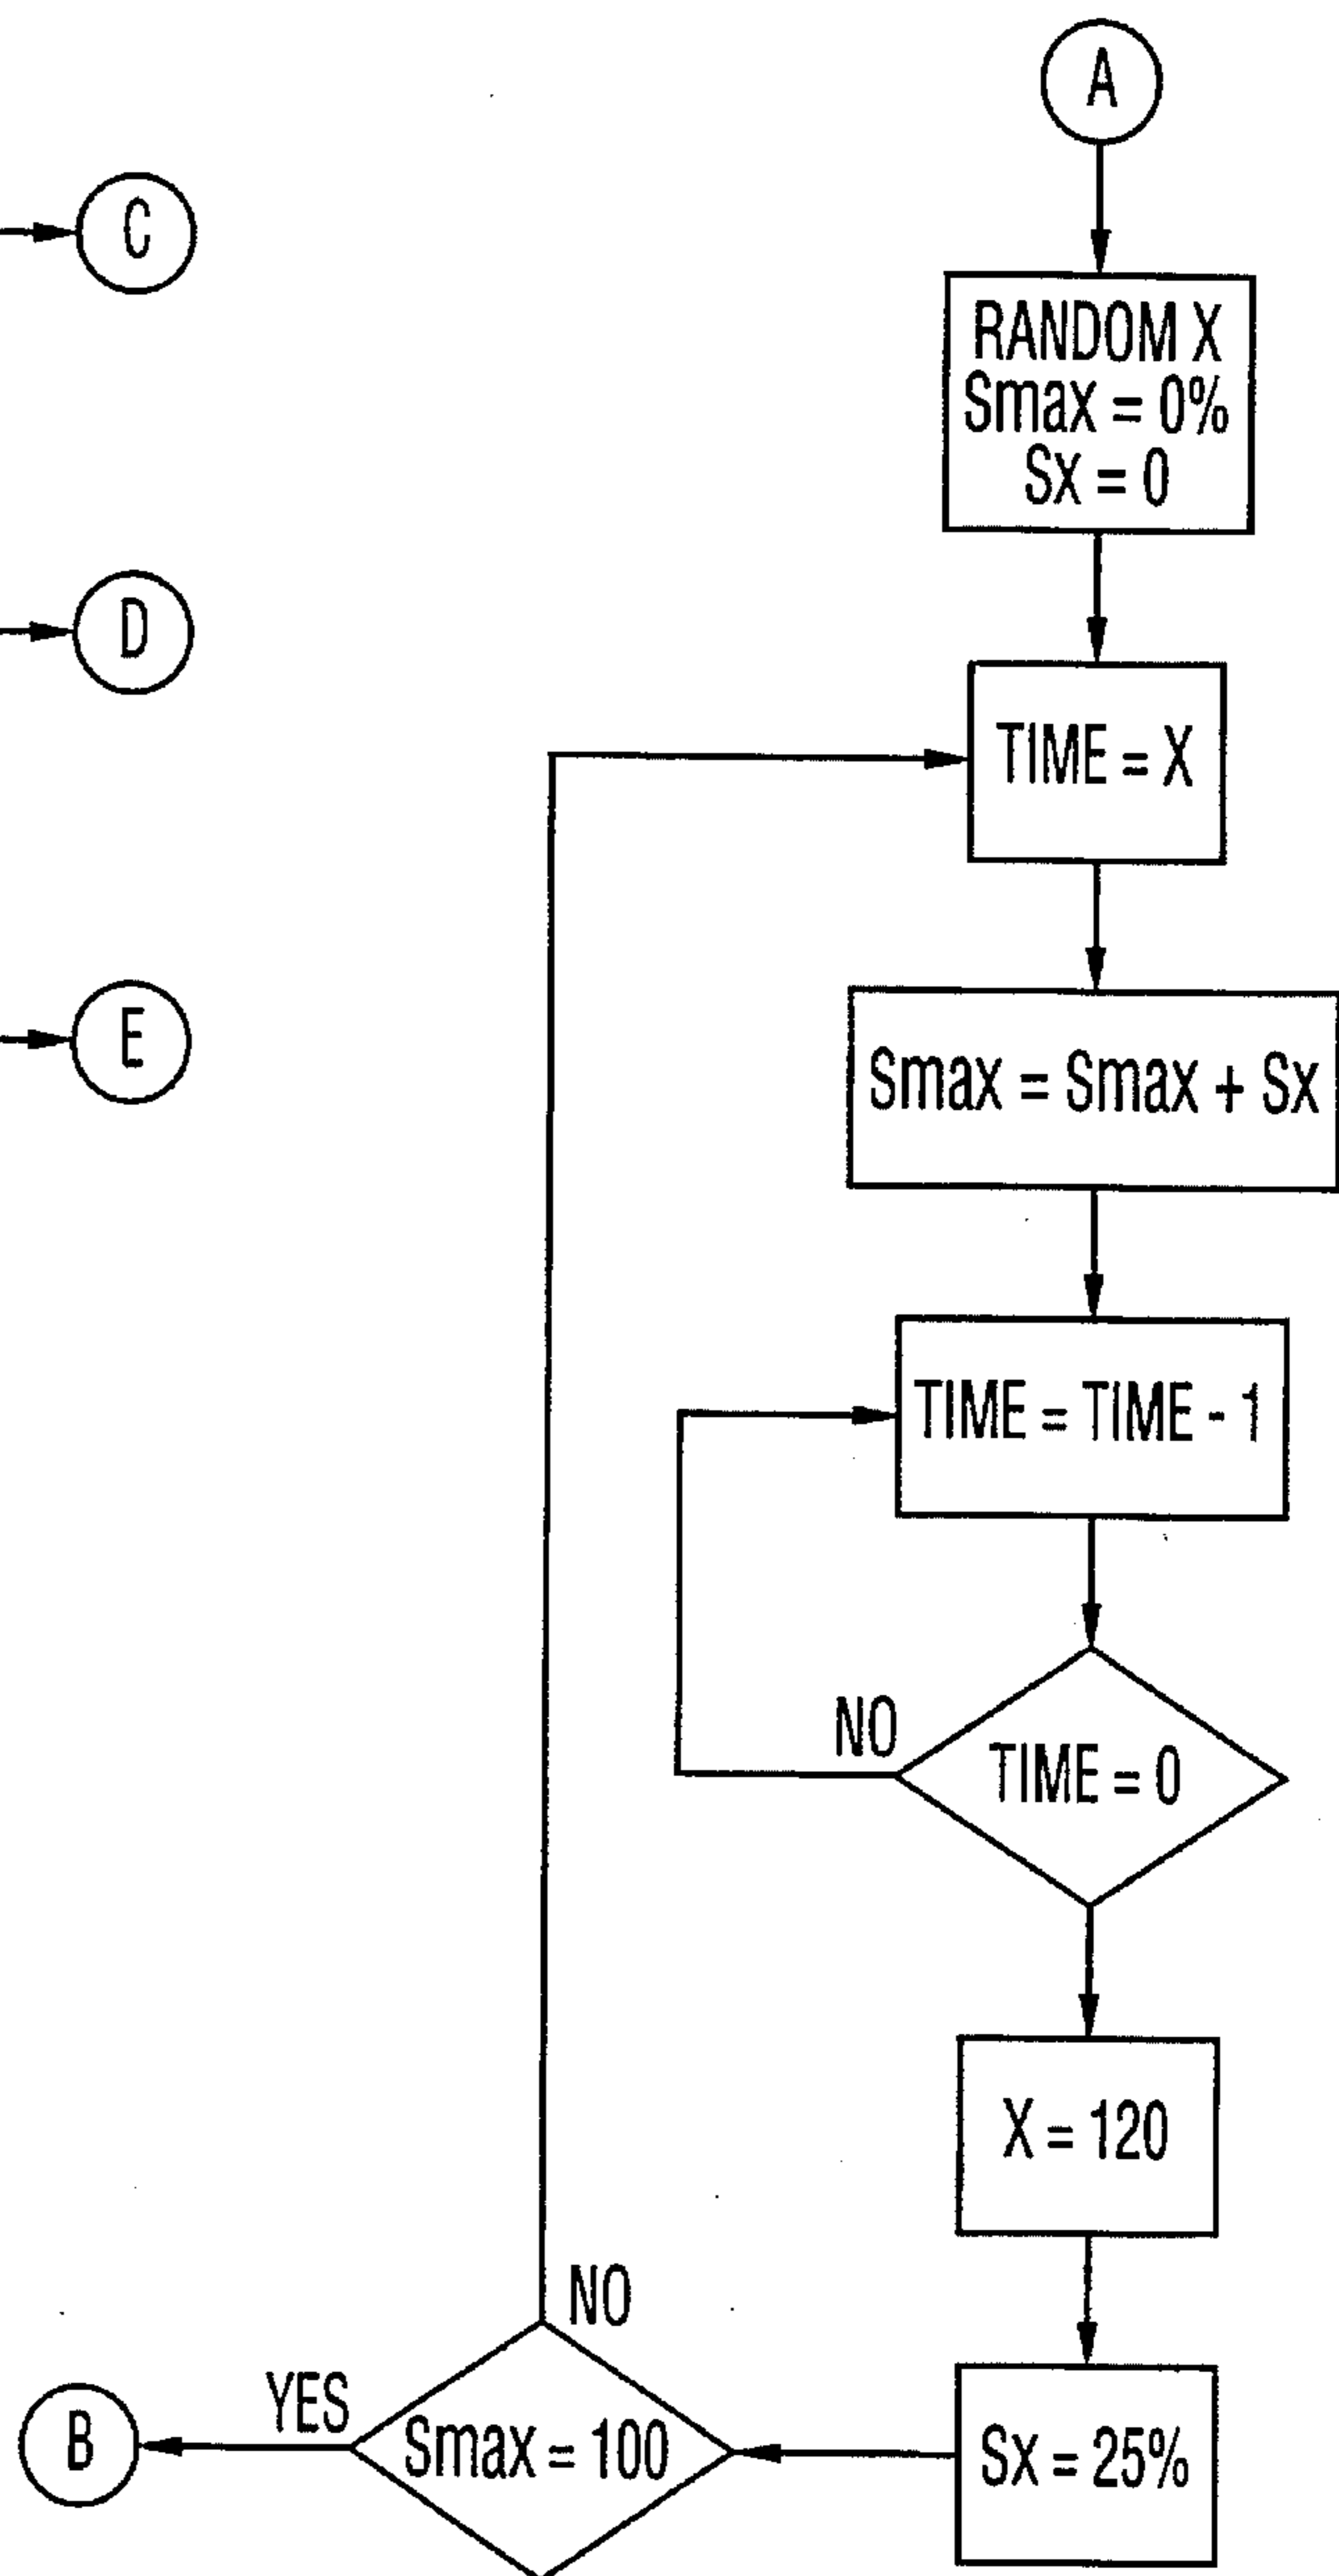 A
C
RANDOM X
Smax = 0%
Sx = 0
D
TIME = X
E
Smax = Smax + Sx
TIME = TIME - 1
NO
TIME = 0
X = 120
NO
YES
B
Smax = 100
Sx = 25%